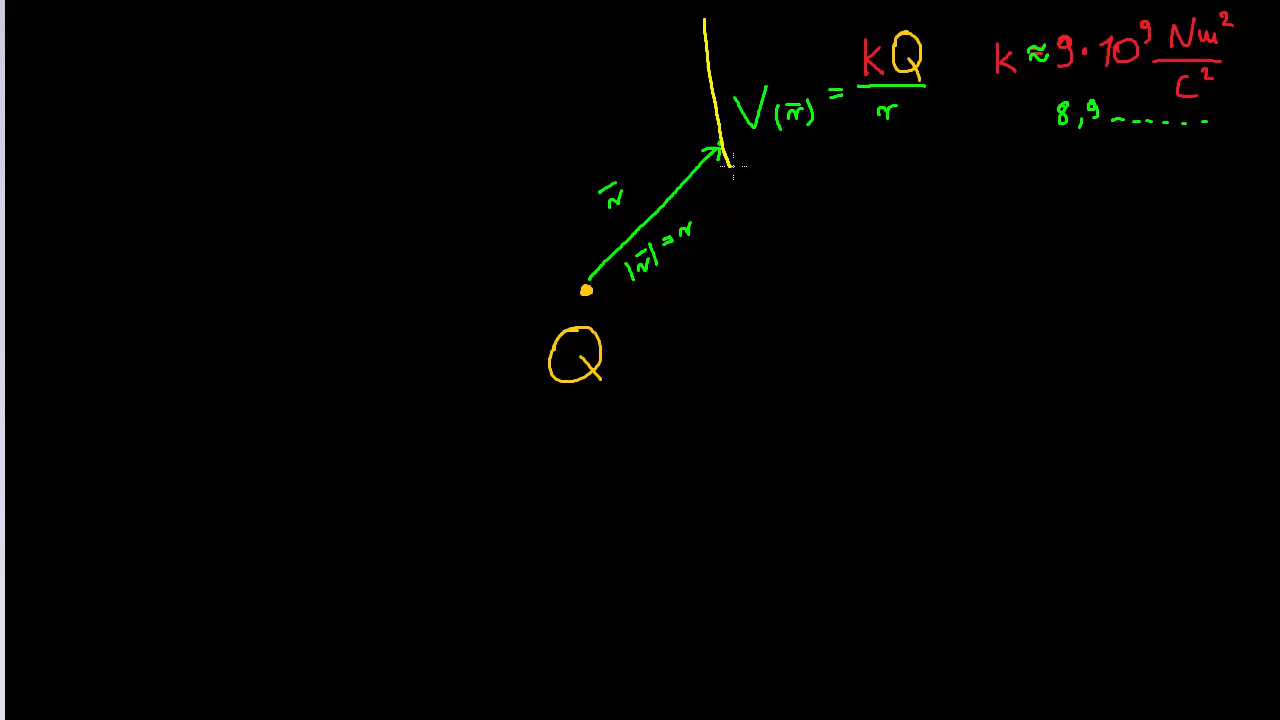 V(r̄) = kQ/r
k ≈ 9·10⁹ Nm²/C²
8,9 ------
r̄
|r̄| = r
Q